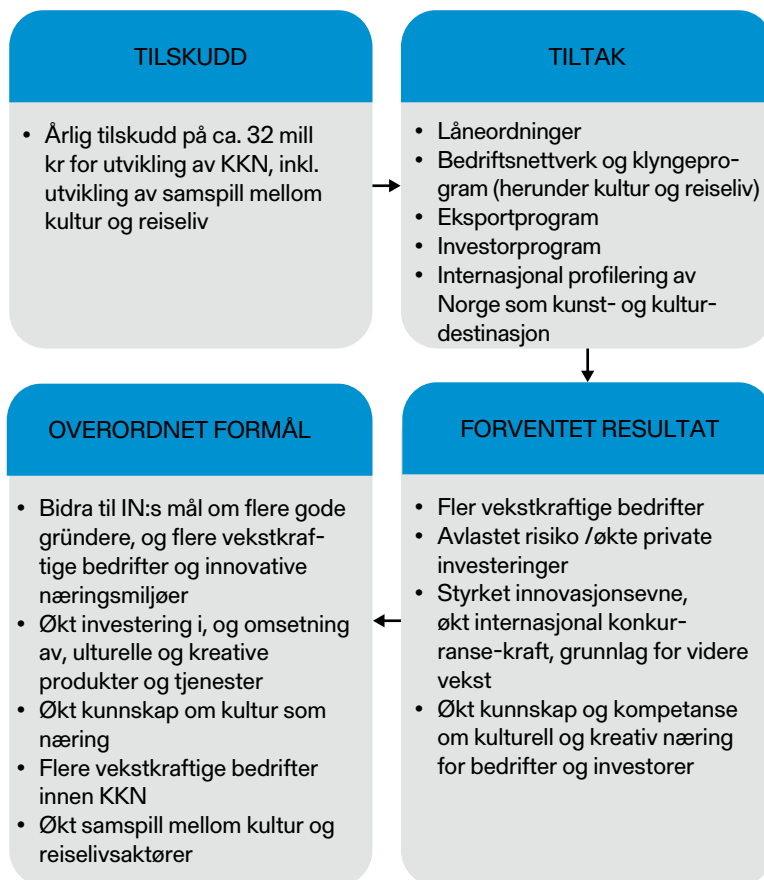 TILSKUDD
• Årlig tilskudd på ca. 32 mill
kr for utvikling av KKN, inkl.
utvikling av samspill mellom
kultur og reiseliv
TILTAK
• Låneordninger
• Bedriftsnettverk og klyngepro-
gram (herunder kultur og reiseliv)
• Eksportprogram
• Investorprogram
• Internasjonal profilering av
Norge som kunst- og kultur-
destinasjon
FORVENTET RESULTAT
• Fler vekstkraftige bedrifter
• Avlastet risiko /økte private
investeringer
• Styrket innovasjonsevne,
økt internasjonal konkur-
ranse-kraft, grunnlag for videre
vekst
• Økt kunnskap og kompetanse
om kulturell og kreativ næring
for bedrifter og investorer
OVERORDNET FORMÅL
• Bidra til IN:s mål om flere gode
gründere, og flere vekstkraf-
tige bedrifter og innovative
næringsmiljøer
• Økt investering i, og omsetning
av, ulturelle og kreative
produkter og tjenester
• Økt kunnskap om kultur som
næring
• Flere vekstkraftige bedrifter
innen KKN
• Økt samspill mellom kultur og
reiselivsaktører